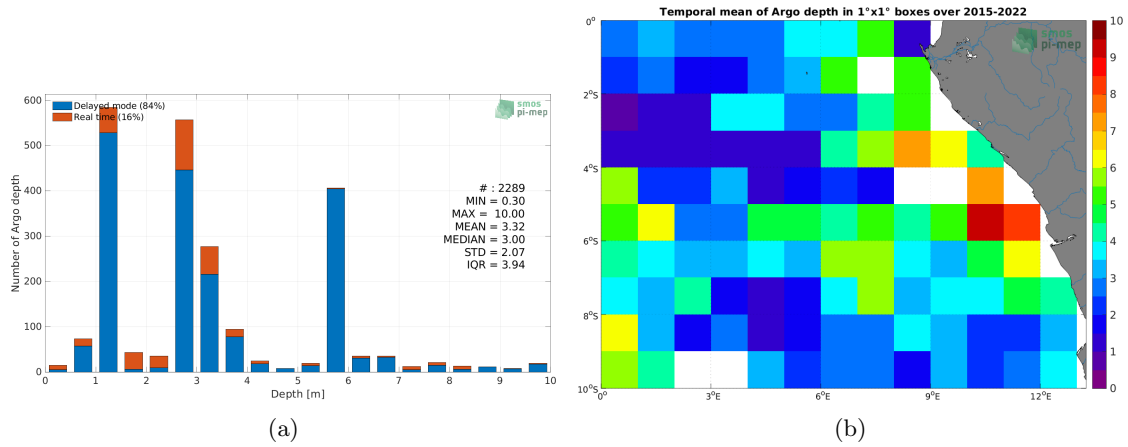 Temporal mean of Argo depth in 1°x1° boxes over 2015-2022
smos
pi-mep
Delayed mode (84%)
Real time (16%)
# : 2289
MIN = 0.30
MAX = 10.00
MEAN = 3.32
MEDIAN = 3.00
STD = 2.07
IQR = 3.94
Number of Argo depth
600
500
400
300
200
100
0
0 1 2 3 4 5 6 7 8 9 10
Depth [m]
(a)
smos
pi-mep
0°
2°S
4°S
6°S
8°S
10°S
0° 3°E 6°E 9°E 12°E
10
9
8
7
6
5
4
3
2
1
0
(b)